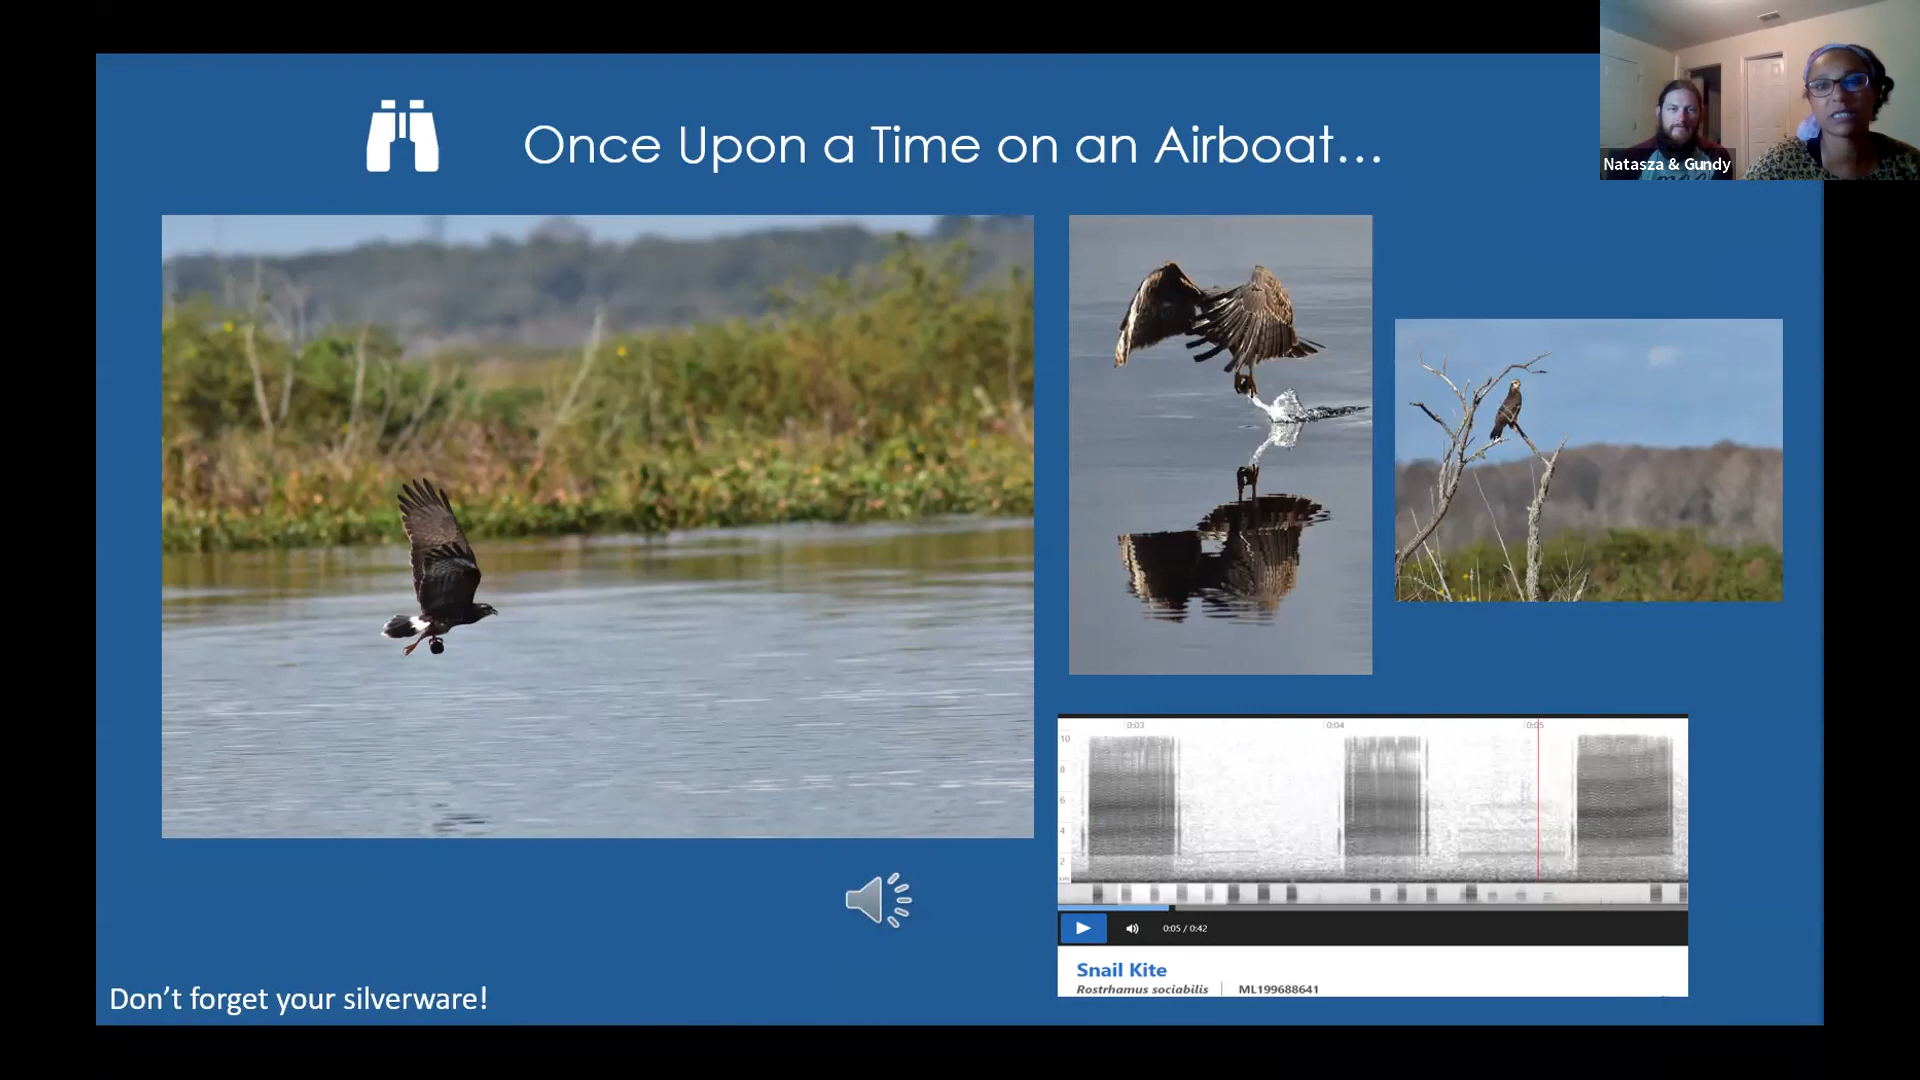 Once Upon a Time on an Airboat...
Natasza & Gundy
0:03 0:04 0:05
10
8
6
4
2
0:05 / 0:42
Snail Kite
Rostrhamus sociabilis | ML199688641
Don't forget your silverware!